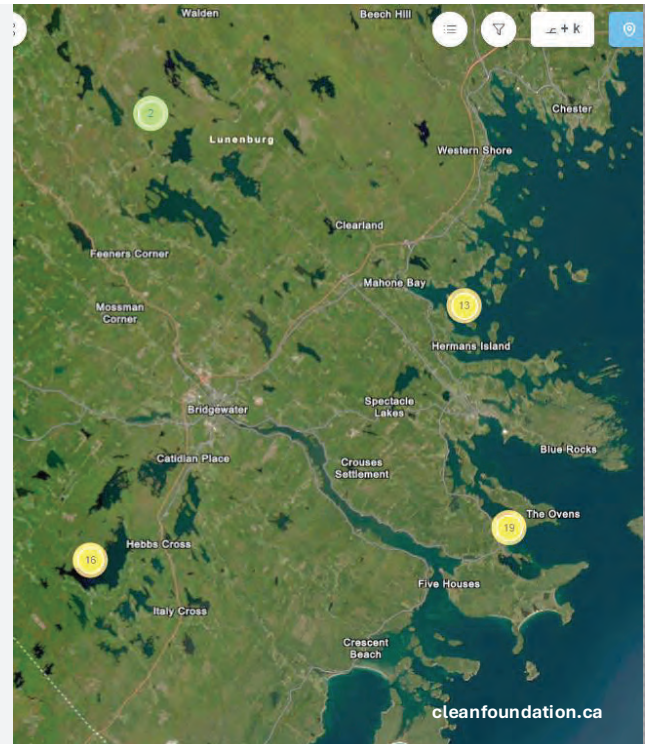 Walden
Beech Hill
+ k
2
Chester
Lunenburg
Western Shore
Clearland
Feeners Corner
Mahone Bay
13
Mossman
Corner
Hermans Island
Spectacle
Lakes
Bridgewater
Blue Rocks
Catidian Place
Crouses
Settlement
The Ovens
19
Hebbs Cross
16
Five Houses
Italy Cross
Crescent
Beach
cleanfoundation.ca